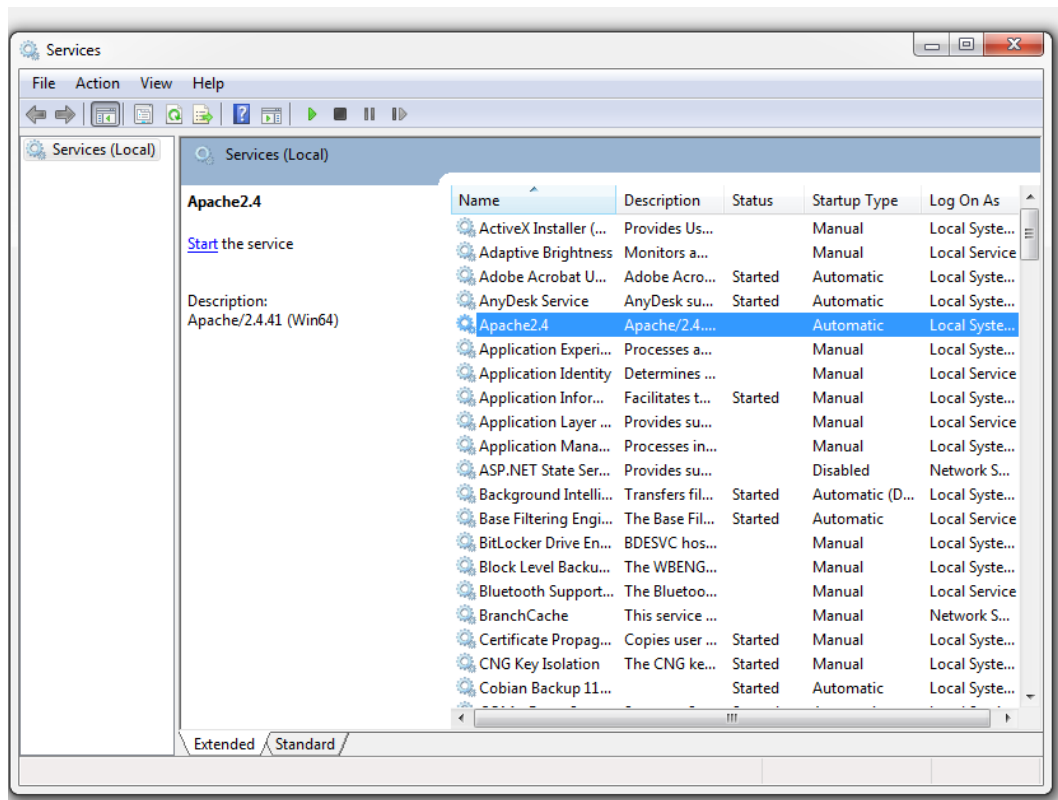 Services
File Action View Help
Services (Local)
Services (Local)
Apache2.4
Start the service
Description:
Apache/2.4.41 (Win64)
Name Description Status Startup Type Log On As
ActiveX Installer (... Provides Us... Manual Local Syste...
Adaptive Brightness Monitors a... Manual Local Service
Adobe Acrobat U... Adobe Acro... Started Automatic Local Syste...
AnyDesk Service AnyDesk su... Started Automatic Local Syste...
Apache2.4 Apache/2.4.... Automatic Local Syste...
Application Experi... Processes a... Manual Local Syste...
Application Identity Determines ... Manual Local Service
Application Infor... Facilitates t... Started Manual Local Syste...
Application Layer ... Provides su... Manual Local Service
Application Mana... Processes in... Manual Local Syste...
ASP.NET State Ser... Provides su... Disabled Network S...
Background Intelli... Transfers fil... Started Automatic (D... Local Syste...
Base Filtering Engi... The Base Fil... Started Automatic Local Service
BitLocker Drive En... BDESVC hos... Manual Local Syste...
Block Level Backu... The WBENG... Manual Local Syste...
Bluetooth Support... The Bluetoo... Manual Local Service
BranchCache This service ... Manual Network S...
Certificate Propag... Copies user ... Started Manual Local Syste...
CNG Key Isolation The CNG ke... Started Manual Local Syste...
Cobian Backup 11... Started Automatic Local Syste...
Extended Standard